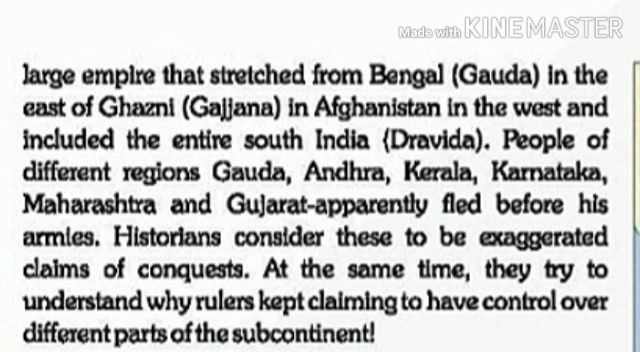 Made with KINEMASTER
large empire that stretched from Bengal (Gauda) in the
east of Ghazni (Gajjana) in Afghanistan in the west and
included the entire south India (Dravida). People of
different regions Gauda, Andhra, Kerala, Karnataka,
Maharashtra and Gujarat-apparently fled before his
armies. Historians consider these to be exaggerated
claims of conquests. At the same time, they try to
understand why rulers kept claiming to have control over
different parts of the subcontinent!